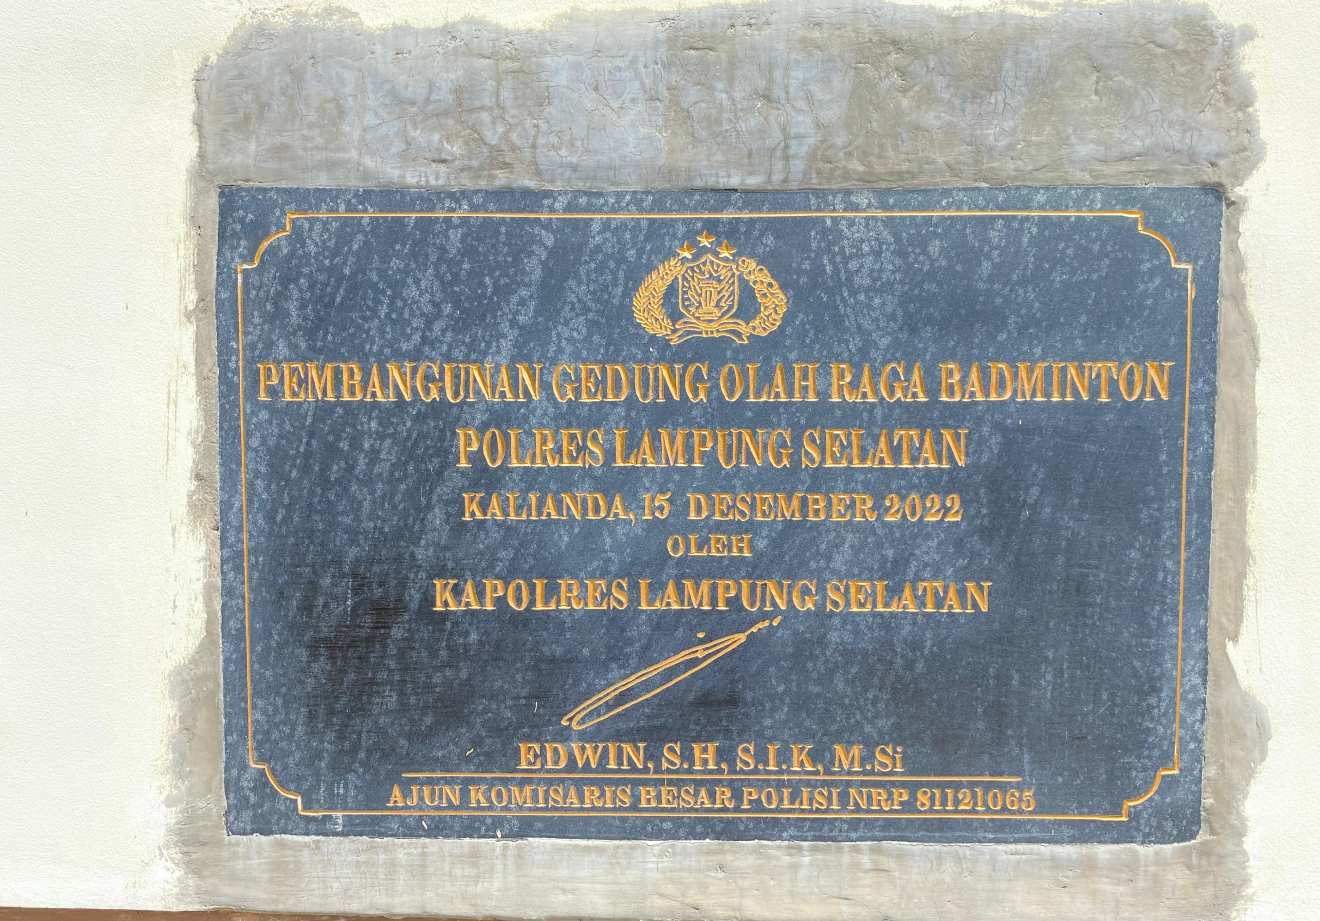 PEMBANGUNAN GEDUNG OLAH RAGA BADMINTON
POLRES LAMPUNG SELATAN
KALIANDA, 15 DESEMBER 2022
OLEH
KAPOLRES LAMPUNG SELATAN
EDWIN, S.H, S.I.K, M.Si
AJUN KOMISARIS BESAR POLISI NRP 81121065